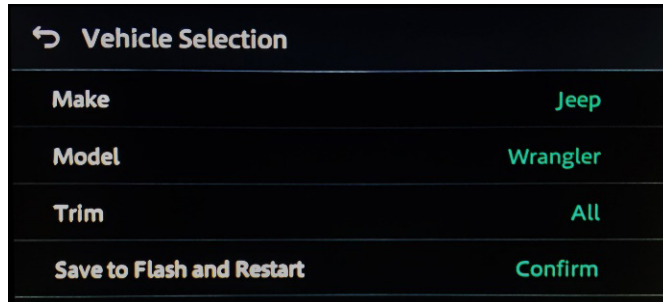 Vehicle Selection
Make Jeep
Model Wrangler
Trim All
Save to Flash and Restart Confirm